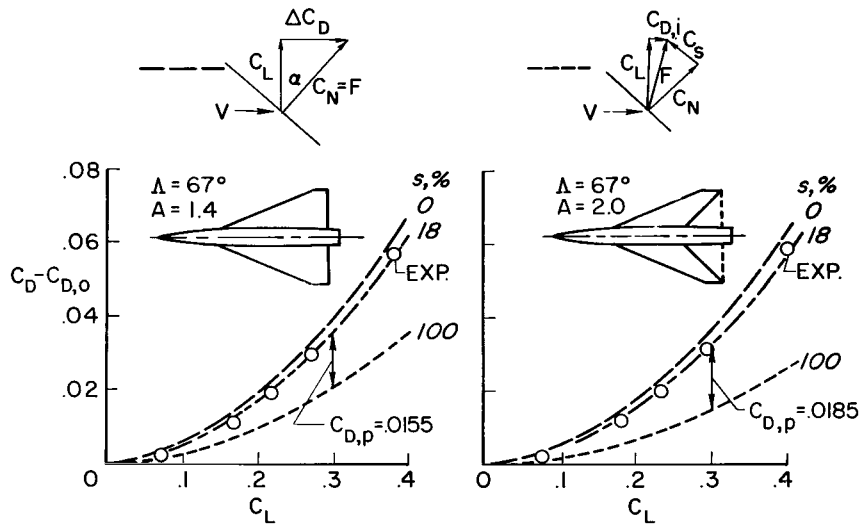 ΔC_D
C_L
α
C_N=F
V
C_D,i
C_s
C_L
F
C_N
V
.08
.06
C_D–C_D,o
.04
.02
0
Λ = 67°
A = 1.4
s,%
0
18
EXP.
100
C_D,p=.0155
.1
.2
.3
.4
C_L
Λ = 67°
A = 2.0
s,%
0
18
EXP.
100
C_D,p=.0185
0
.1
.2
.3
.4
C_L